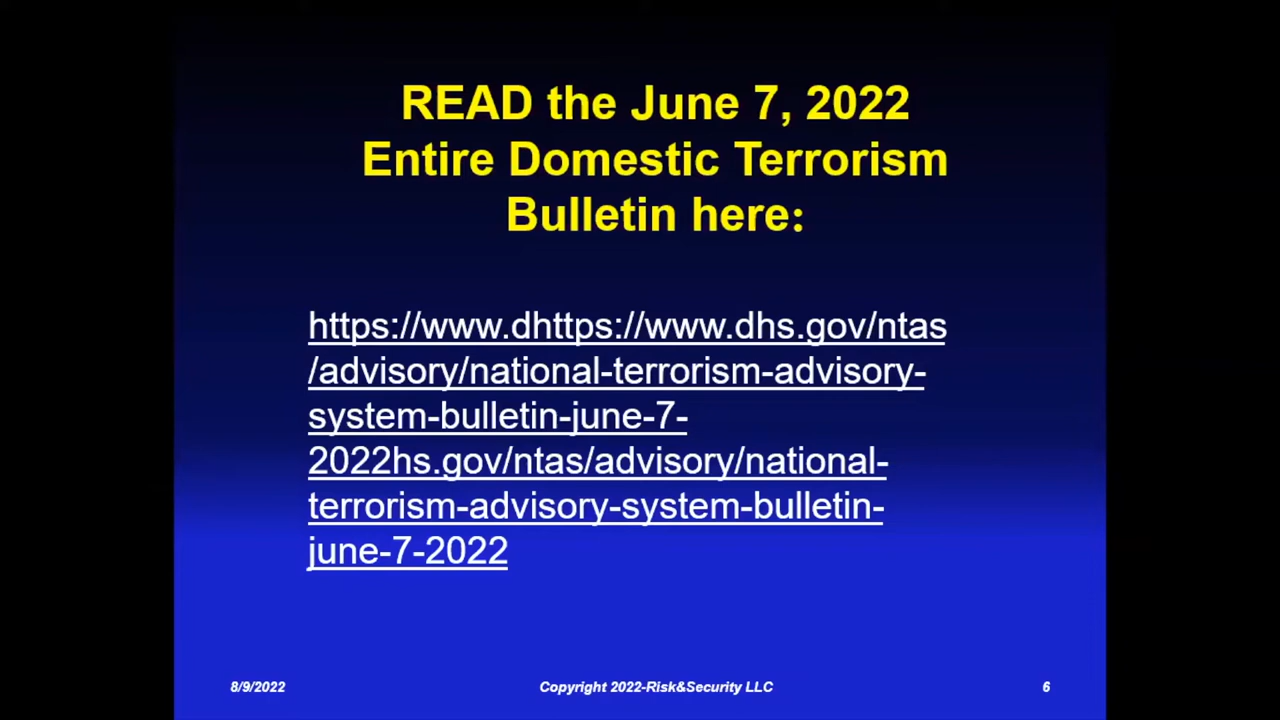 READ the June 7, 2022
Entire Domestic Terrorism
Bulletin here:
https://www.dhttps://www.dhs.gov/ntas
/advisory/national-terrorism-advisory-
system-bulletin-june-7-
2022hs.gov/ntas/advisory/national-
terrorism-advisory-system-bulletin-
june-7-2022
8/9/2022
Copyright 2022-Risk&Security LLC
6